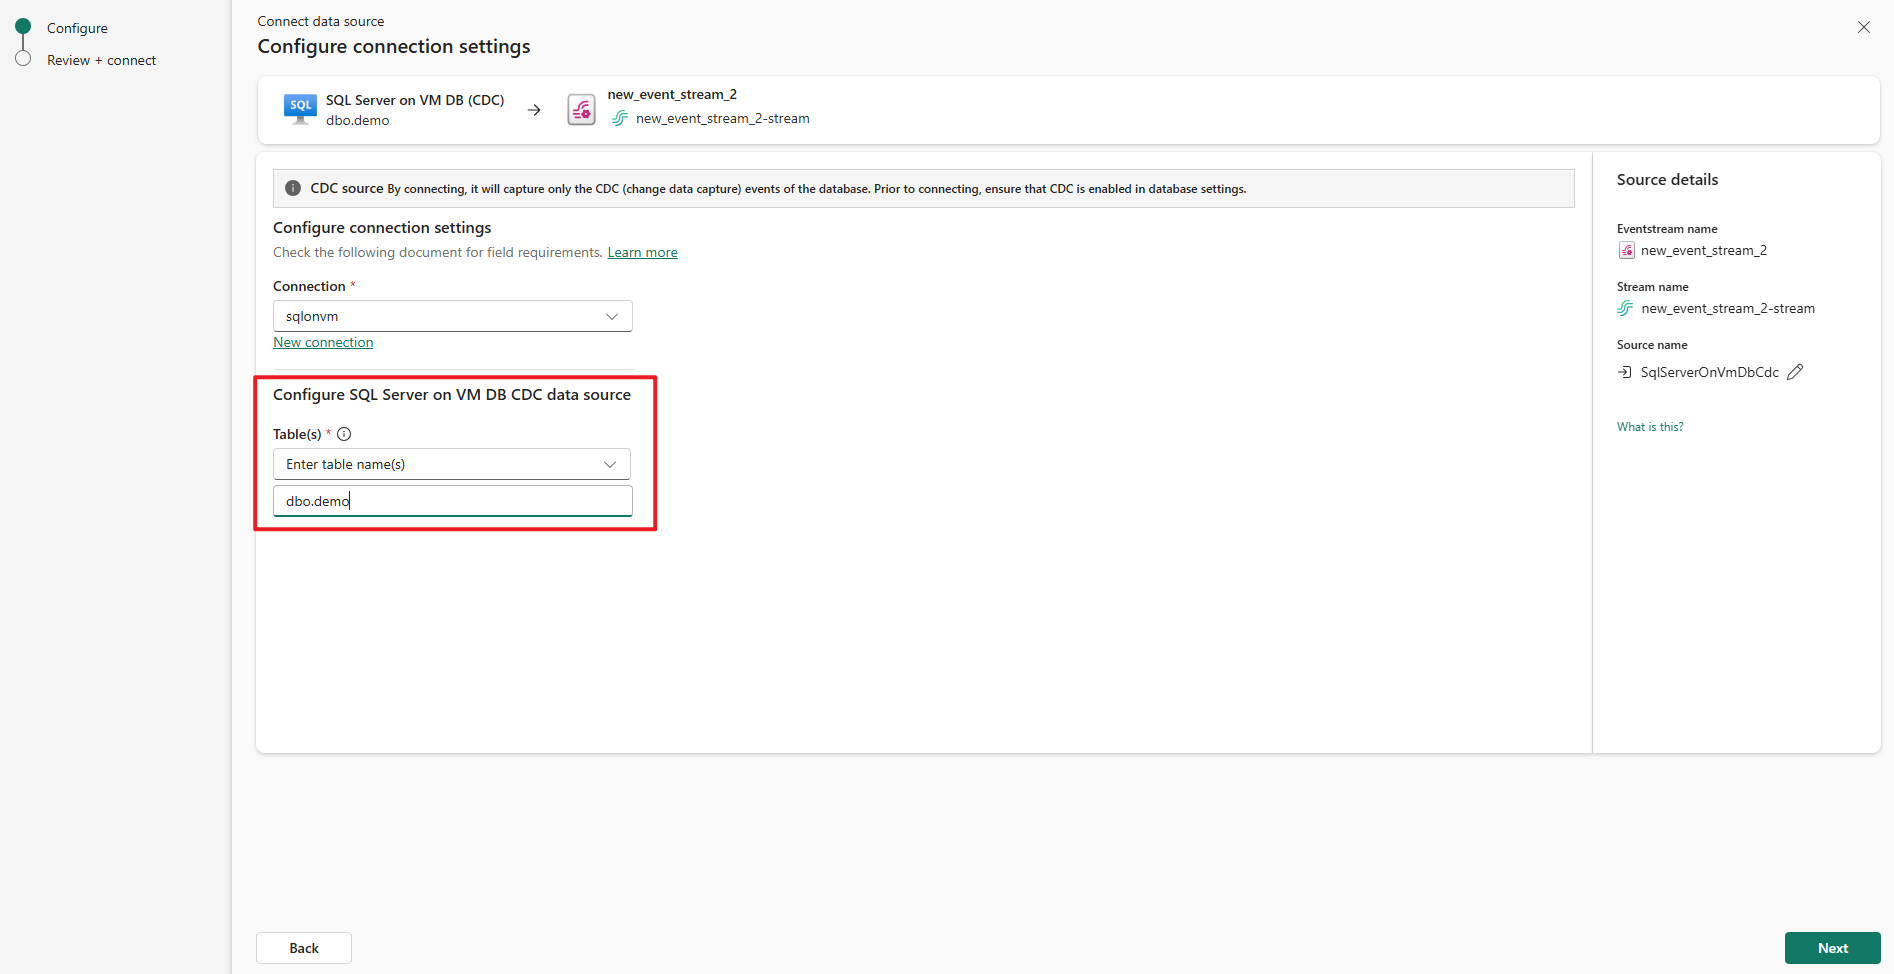 Configure
Review + connect
Connect data source
Configure connection settings
SQL
SQL Server on VM DB (CDC)
dbo.demo
new_event_stream_2
new_event_stream_2-stream
CDC source By connecting, it will capture only the CDC (change data capture) events of the database. Prior to connecting, ensure that CDC is enabled in database settings.
Configure connection settings
Check the following document for field requirements. Learn more
Connection *
sqlonvm
New connection
Configure SQL Server on VM DB CDC data source
Table(s) *
Enter table name(s)
dbo.demo
Source details
Eventstream name
new_event_stream_2
Stream name
new_event_stream_2-stream
Source name
SqlServerOnVmDbCdc
What is this?
Back
Next